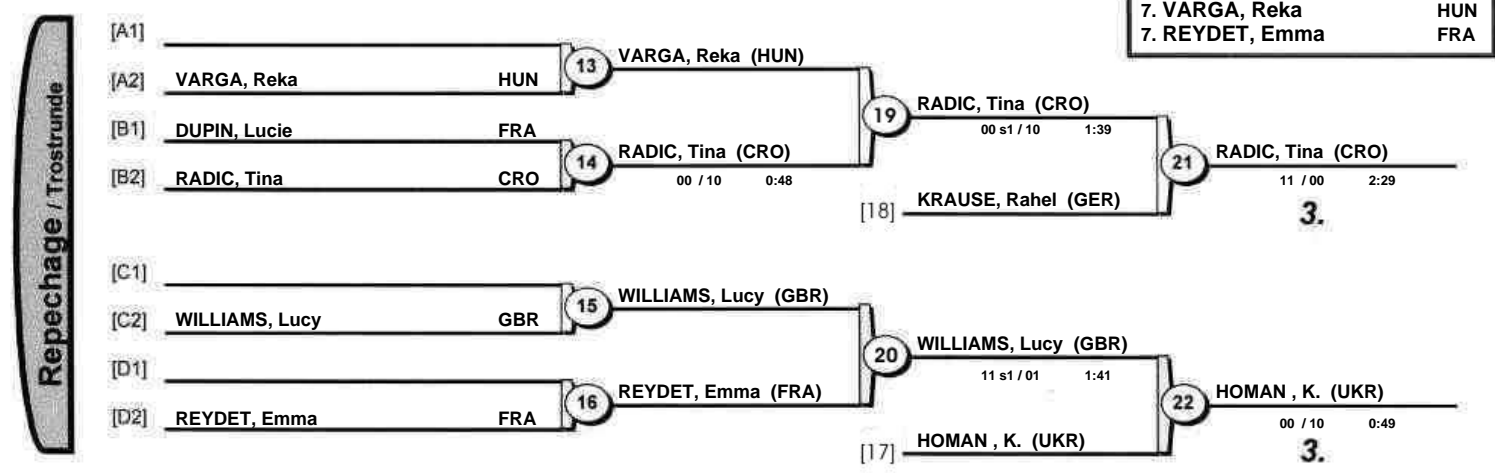 7. VARGA, Reka HUN
7. REYDET, Emma FRA
Repechage / Trostrunde
[A1]
[A2] VARGA, Reka HUN
13 VARGA, Reka (HUN)
[B1] DUPIN, Lucie FRA
[B2] RADIC, Tina CRO
14 RADIC, Tina (CRO)
00 / 10 0:48
19 RADIC, Tina (CRO)
00 s1 / 10 1:39
[18] KRAUSE, Rahel (GER)
21 RADIC, Tina (CRO)
11 / 00 2:29
3.
[C1]
[C2] WILLIAMS, Lucy GBR
15 WILLIAMS, Lucy (GBR)
[D1]
[D2] REYDET, Emma FRA
16 REYDET, Emma (FRA)
20 WILLIAMS, Lucy (GBR)
11 s1 / 01 1:41
[17] HOMAN , K. (UKR)
22 HOMAN , K. (UKR)
00 / 10 0:49
3.